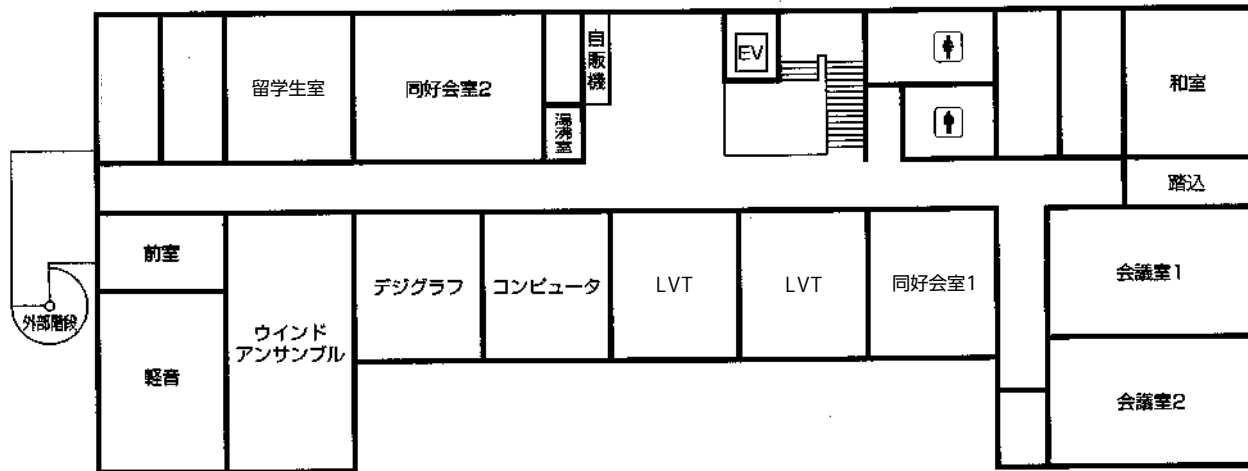 留学生室
同好会室2
自販機
湯沸室
EV
和室
踏込
前室
デジグラフ
コンピュータ
LVT
LVT
同好会室1
会議室1
外部階段
ウインド
アンサンブル
軽音
会議室2